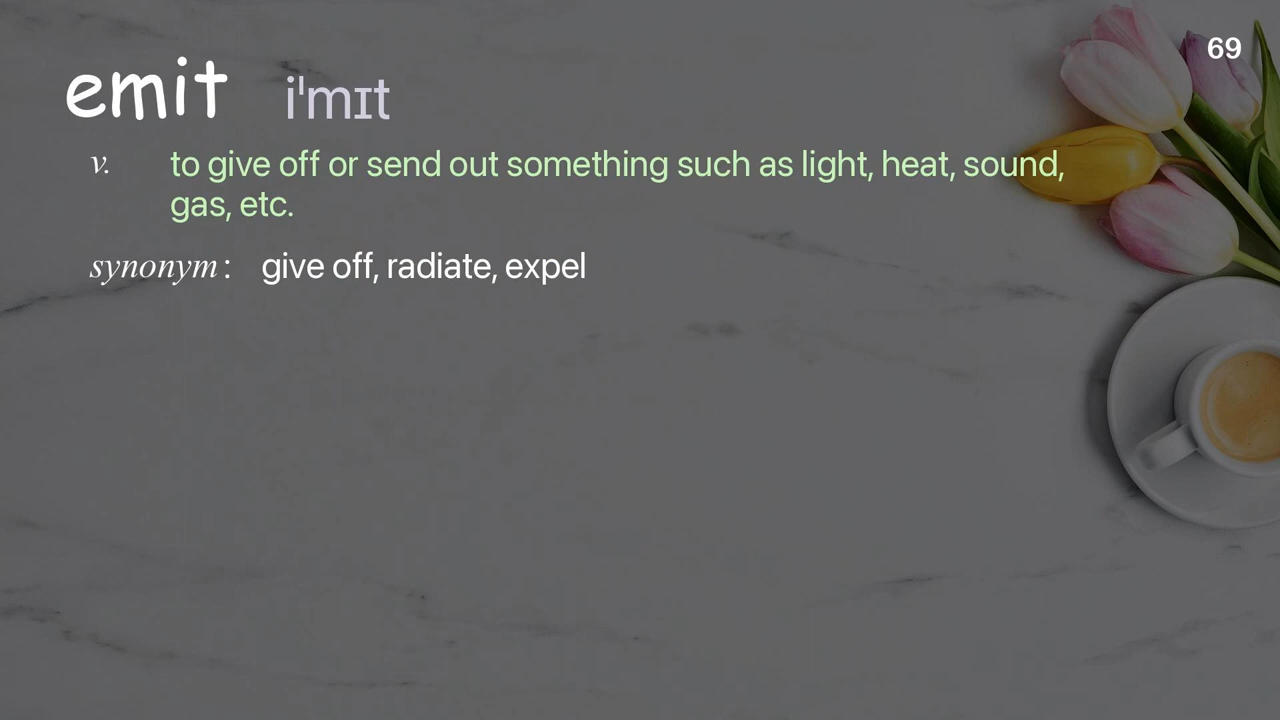 69
emit iˈmɪt
v. to give off or send out something such as light, heat, sound,
gas, etc.
synonym : give off, radiate, expel